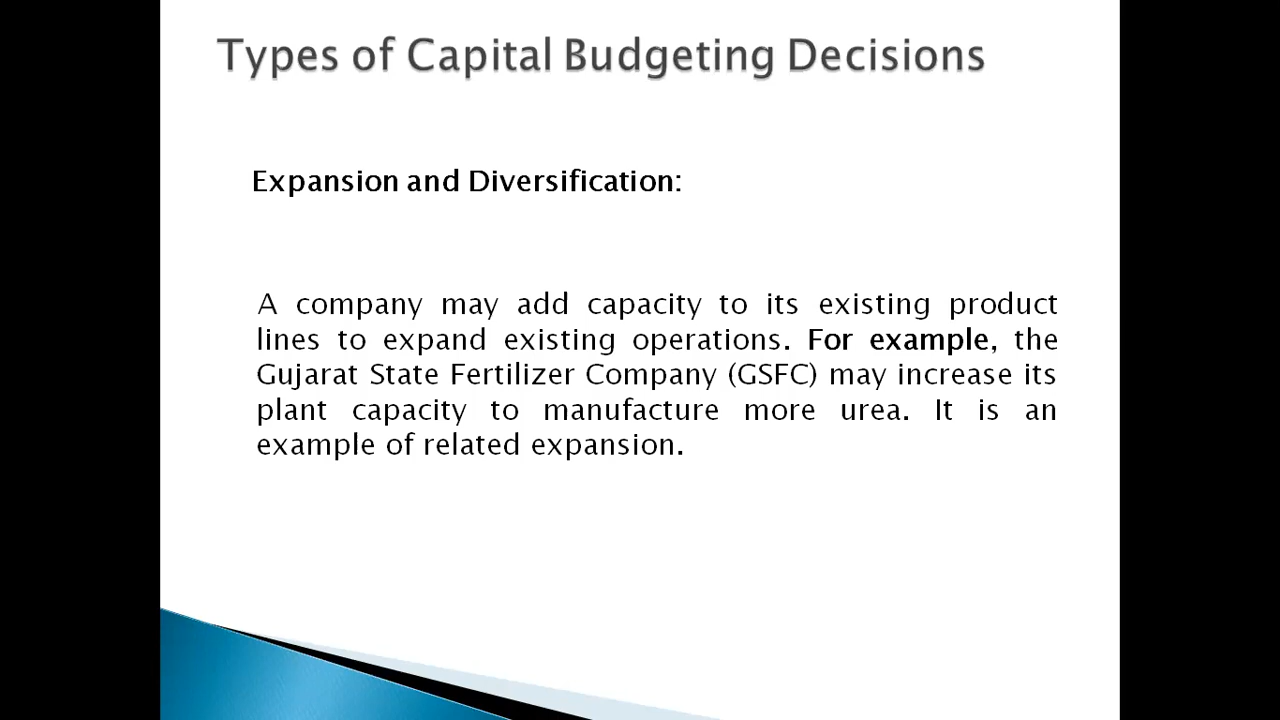 Types of Capital Budgeting Decisions
Expansion and Diversification:
A company may add capacity to its existing product
lines to expand existing operations. For example, the
Gujarat State Fertilizer Company (GSFC) may increase its
plant capacity to manufacture more urea. It is an
example of related expansion.